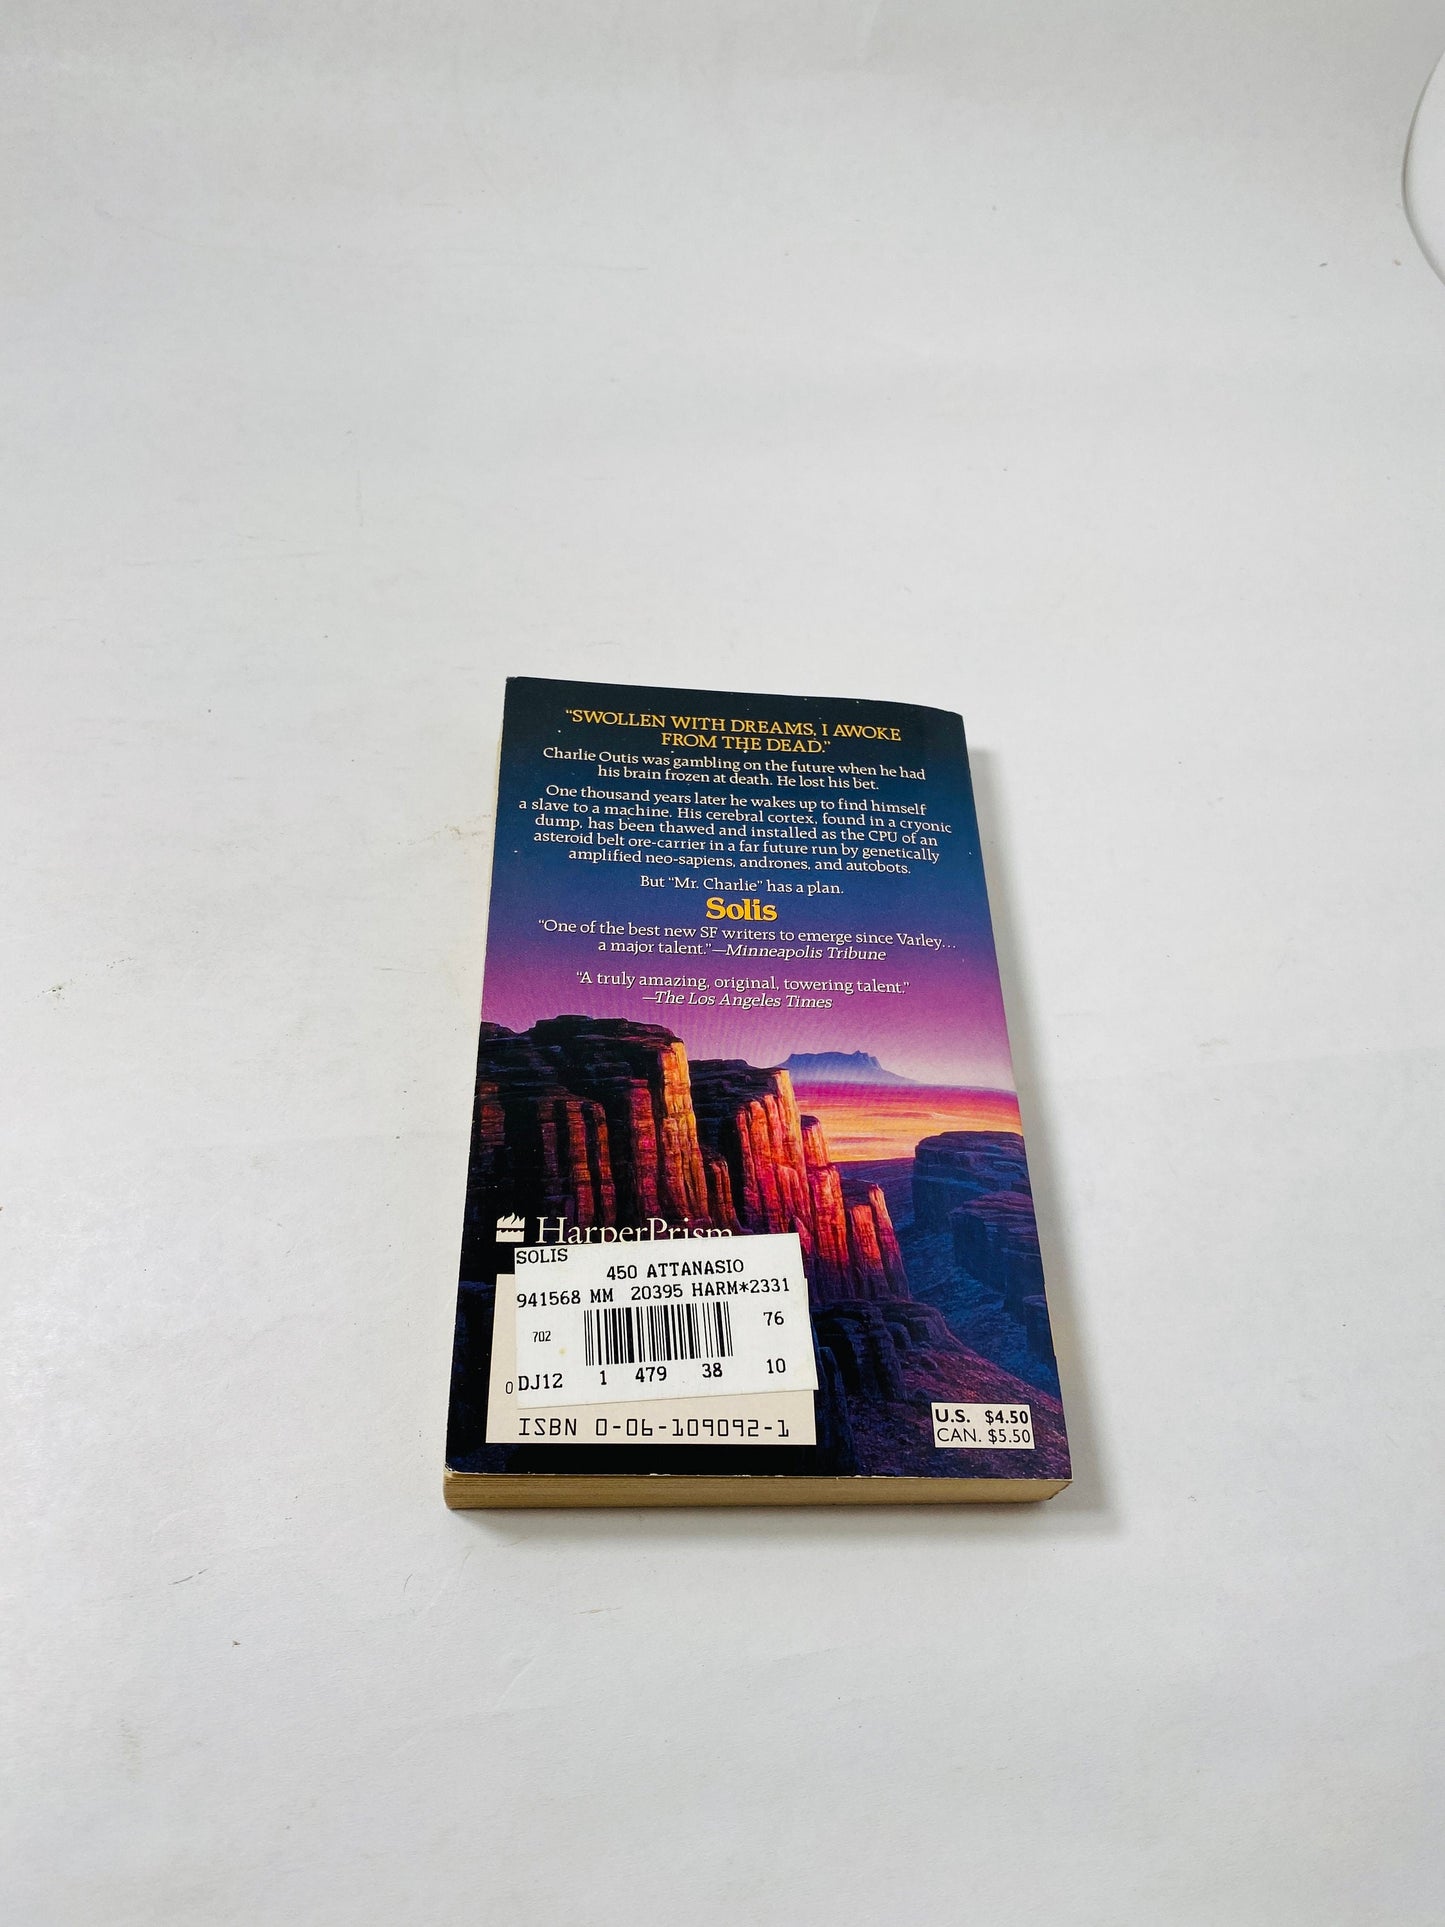 “SWOLLEN WITH DREAMS, I AWOKE
FROM THE DEAD.”
Charlie Outis was gambling on the future when he had
his brain frozen at death. He lost his bet.
One thousand years later he wakes up to find himself
a slave to a machine. His cerebral cortex, found in a cryonic
dump, has been thawed and installed as the CPU of an
asteroid belt ore-carrier in a far future run by genetically
amplified neo-sapiens, andrones, and autobots.
But “Mr. Charlie” has a plan.
Solis
“One of the best new SF writers to emerge since Varley...
a major talent.”—Minneapolis Tribune
“A truly amazing, original, towering talent.”
—The Los Angeles Times
HarperPrism
SOLIS
450 ATTANASIO
941568 MM 20395 HARM*2331
702
76
0 DJ12 1 479 38 10
ISBN 0-06-109092-1
U.S. $4.50
CAN. $5.50